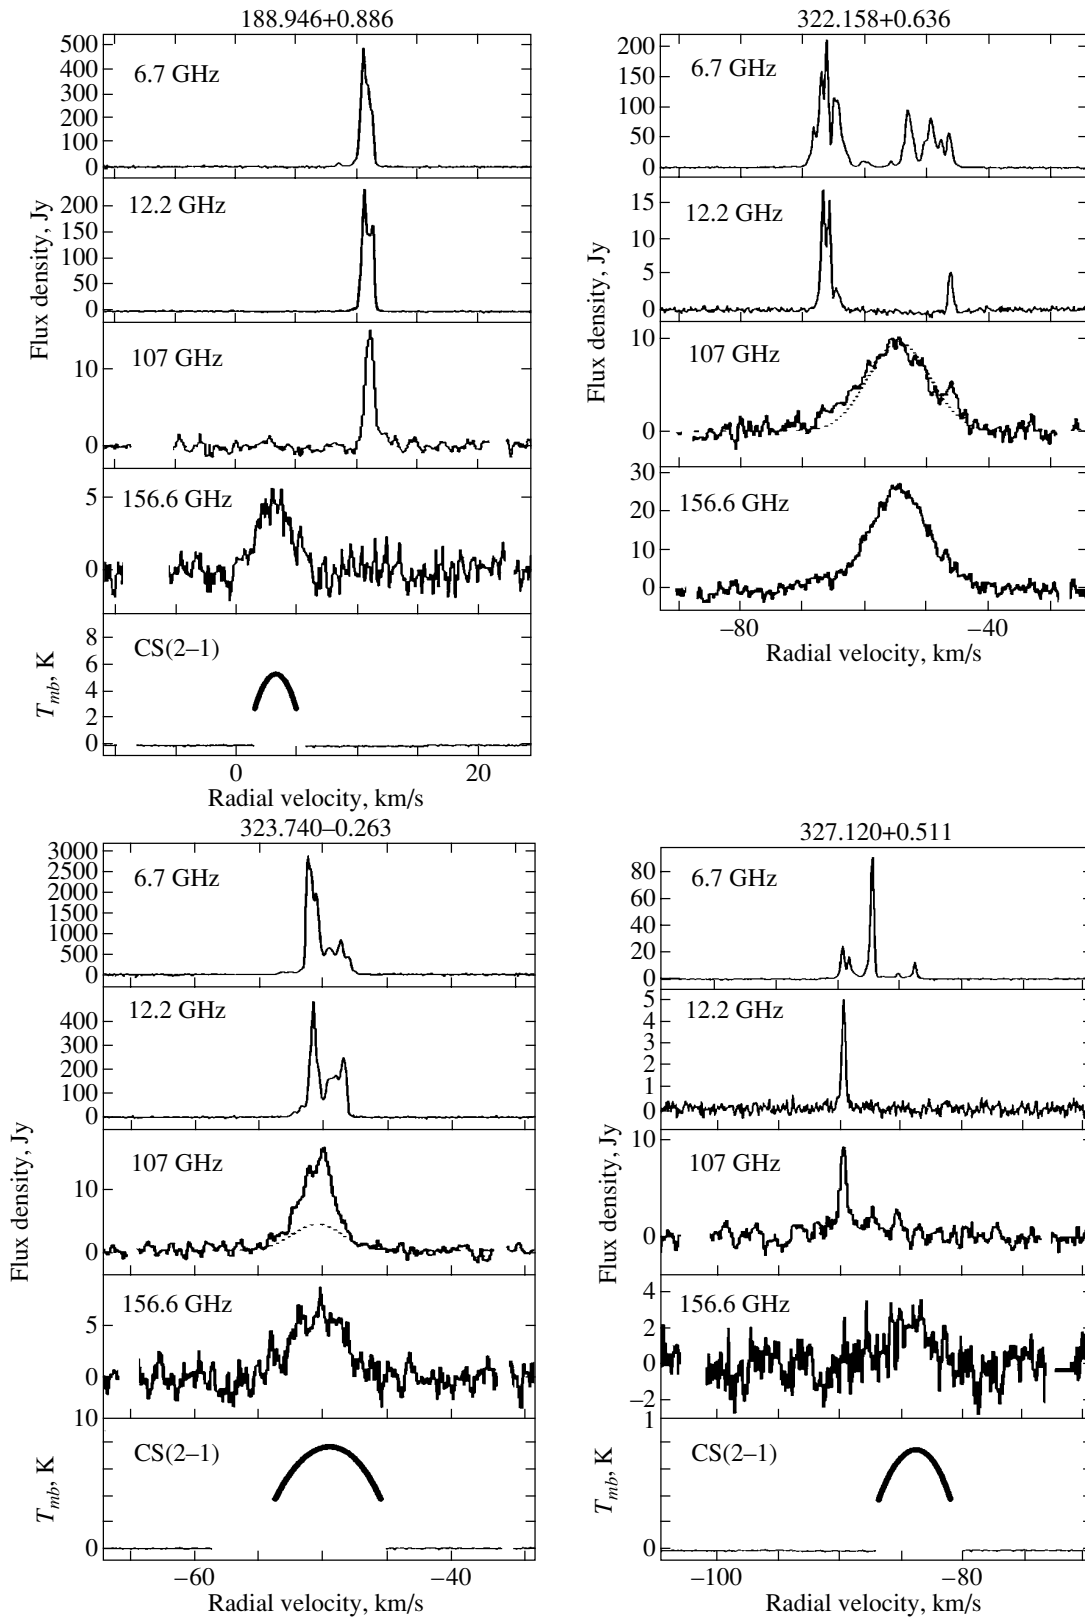 188.946+0.886
500
400
300
200
100
0
6.7 GHz
200
150
100
50
0
12.2 GHz
Flux density, Jy
10
0
107 GHz
5
0
156.6 GHz
8
6
4
2
0
CS(2–1)
T_mb, K
0 20
Radial velocity, km/s
322.158+0.636
200
150
100
50
0
6.7 GHz
15
10
5
0
12.2 GHz
Flux density, Jy
10
0
107 GHz
30
20
10
0
156.6 GHz
–80 –40
Radial velocity, km/s
323.740–0.263
3000
2500
2000
1500
1000
500
0
6.7 GHz
400
300
200
100
0
12.2 GHz
Flux density, Jy
10
0
107 GHz
5
0
156.6 GHz
10
0
CS(2–1)
T_mb, K
–60 –40
Radial velocity, km/s
327.120+0.511
80
60
40
20
0
6.7 GHz
5
4
3
2
1
0
12.2 GHz
Flux density, Jy
10
0
107 GHz
4
2
0
–2
156.6 GHz
1
0
CS(2–1)
T_mb, K
–100 –80
Radial velocity, km/s